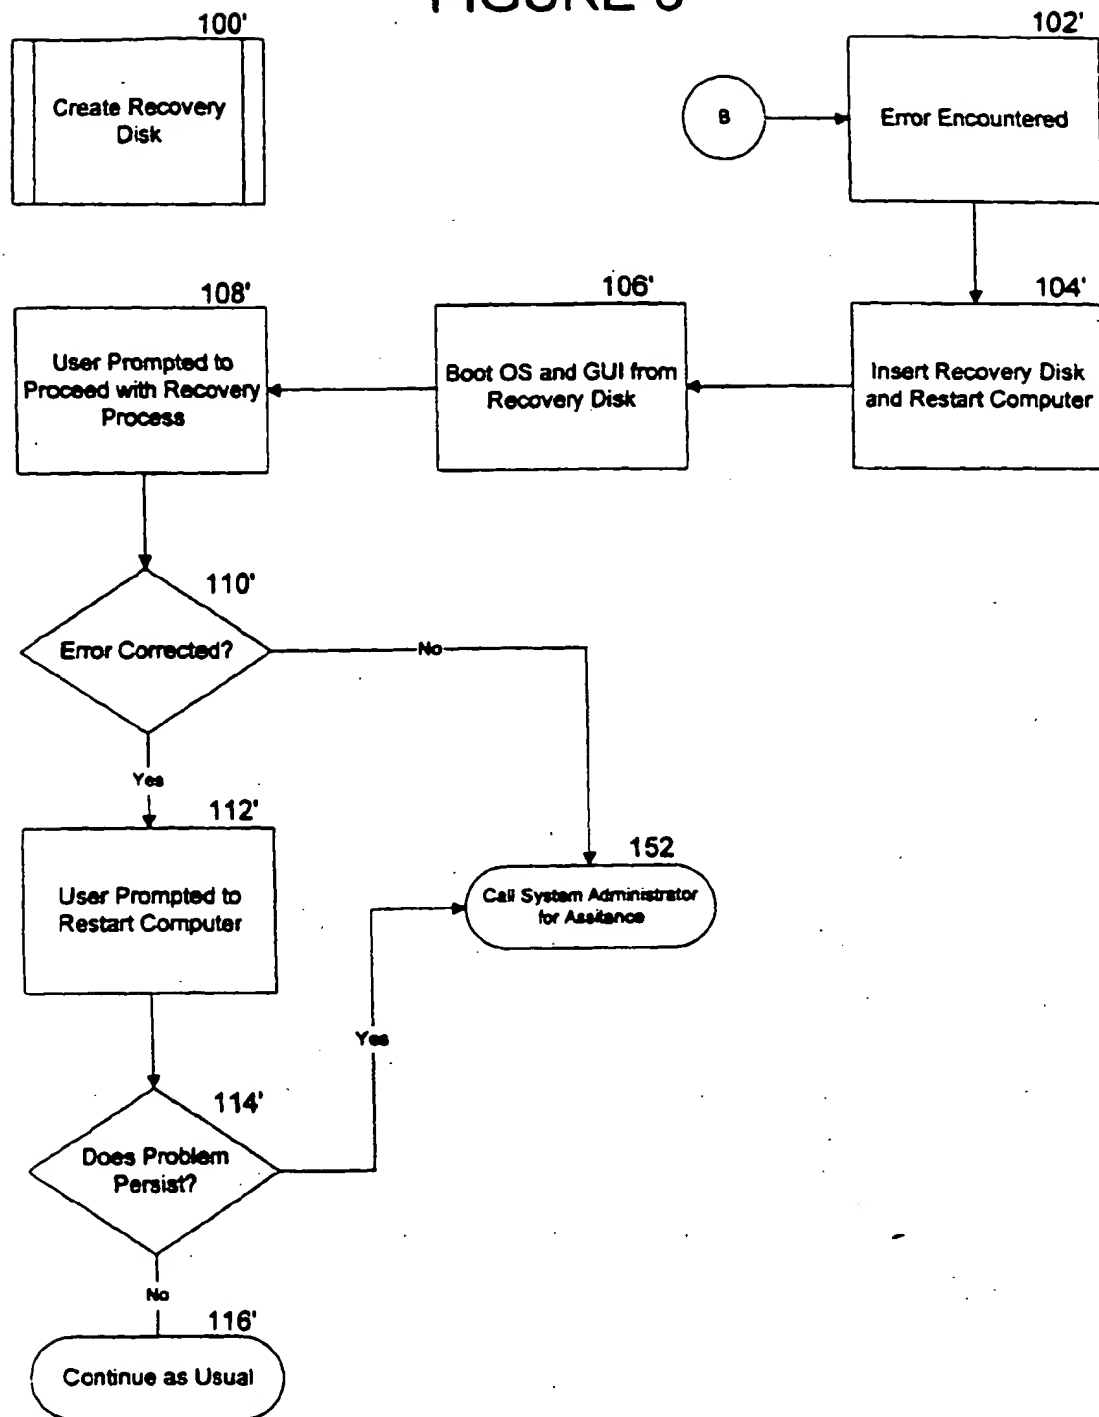 100'
Create Recovery
Disk
B
102'
Error Encountered
108'
User Prompted to
Proceed with Recovery
Process
106'
Boot OS and GUI from
Recovery Disk
104'
Insert Recovery Disk
and Restart Computer
110'
Error Corrected?
No
Yes
112'
User Prompted to
Restart Computer
152
Call System Administrator
for Assitance
Yes
114'
Does Problem
Persist?
No
116'
Continue as Usual